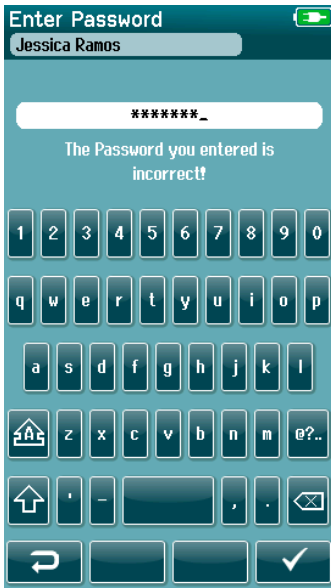 Enter Password
Jessica Ramos
*******_
The Password you entered is
incorrect!
1 2 3 4 5 6 7 8 9 0
q w e r t y u i o p
a s d f g h j k l
A z x c v b n m @?..
' - , .